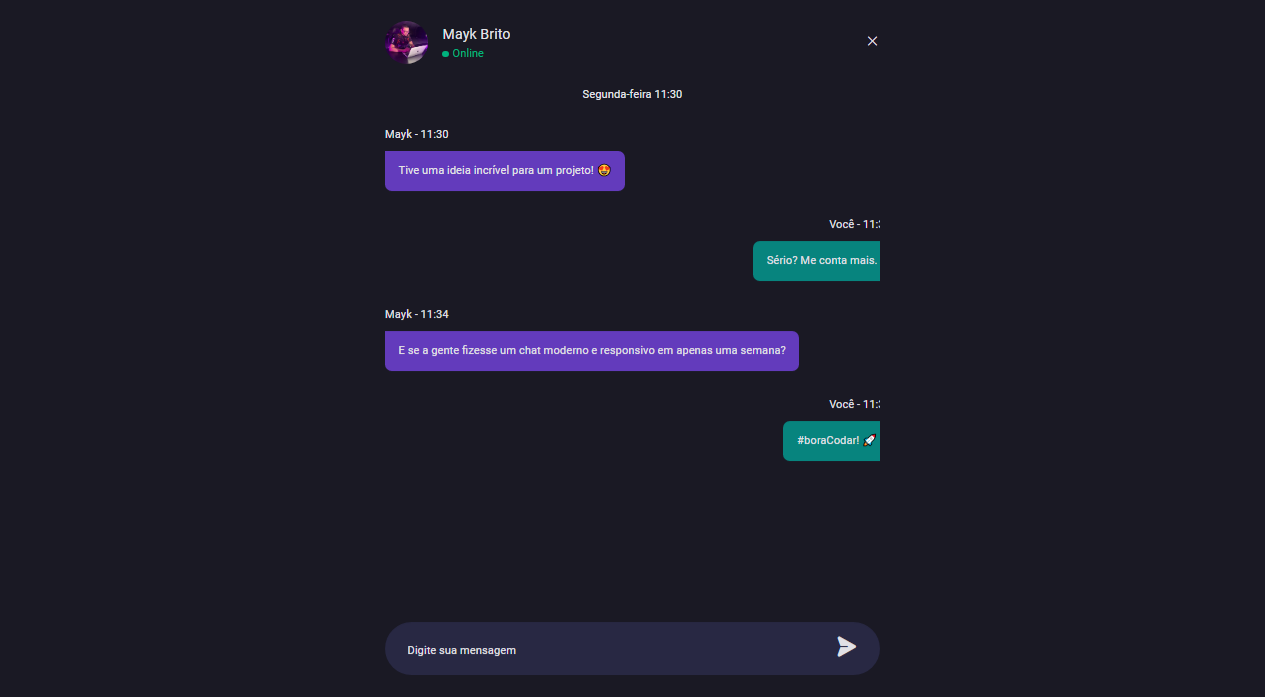 Mayk Brito
Online
Segunda-feira 11:30
Mayk - 11:30
Tive uma ideia incrível para um projeto! 🤩
Você - 11:3
Sério? Me conta mais.
Mayk - 11:34
E se a gente fizesse um chat moderno e responsivo em apenas uma semana?
Você - 11:3
#boraCodar! 🚀
Digite sua mensagem